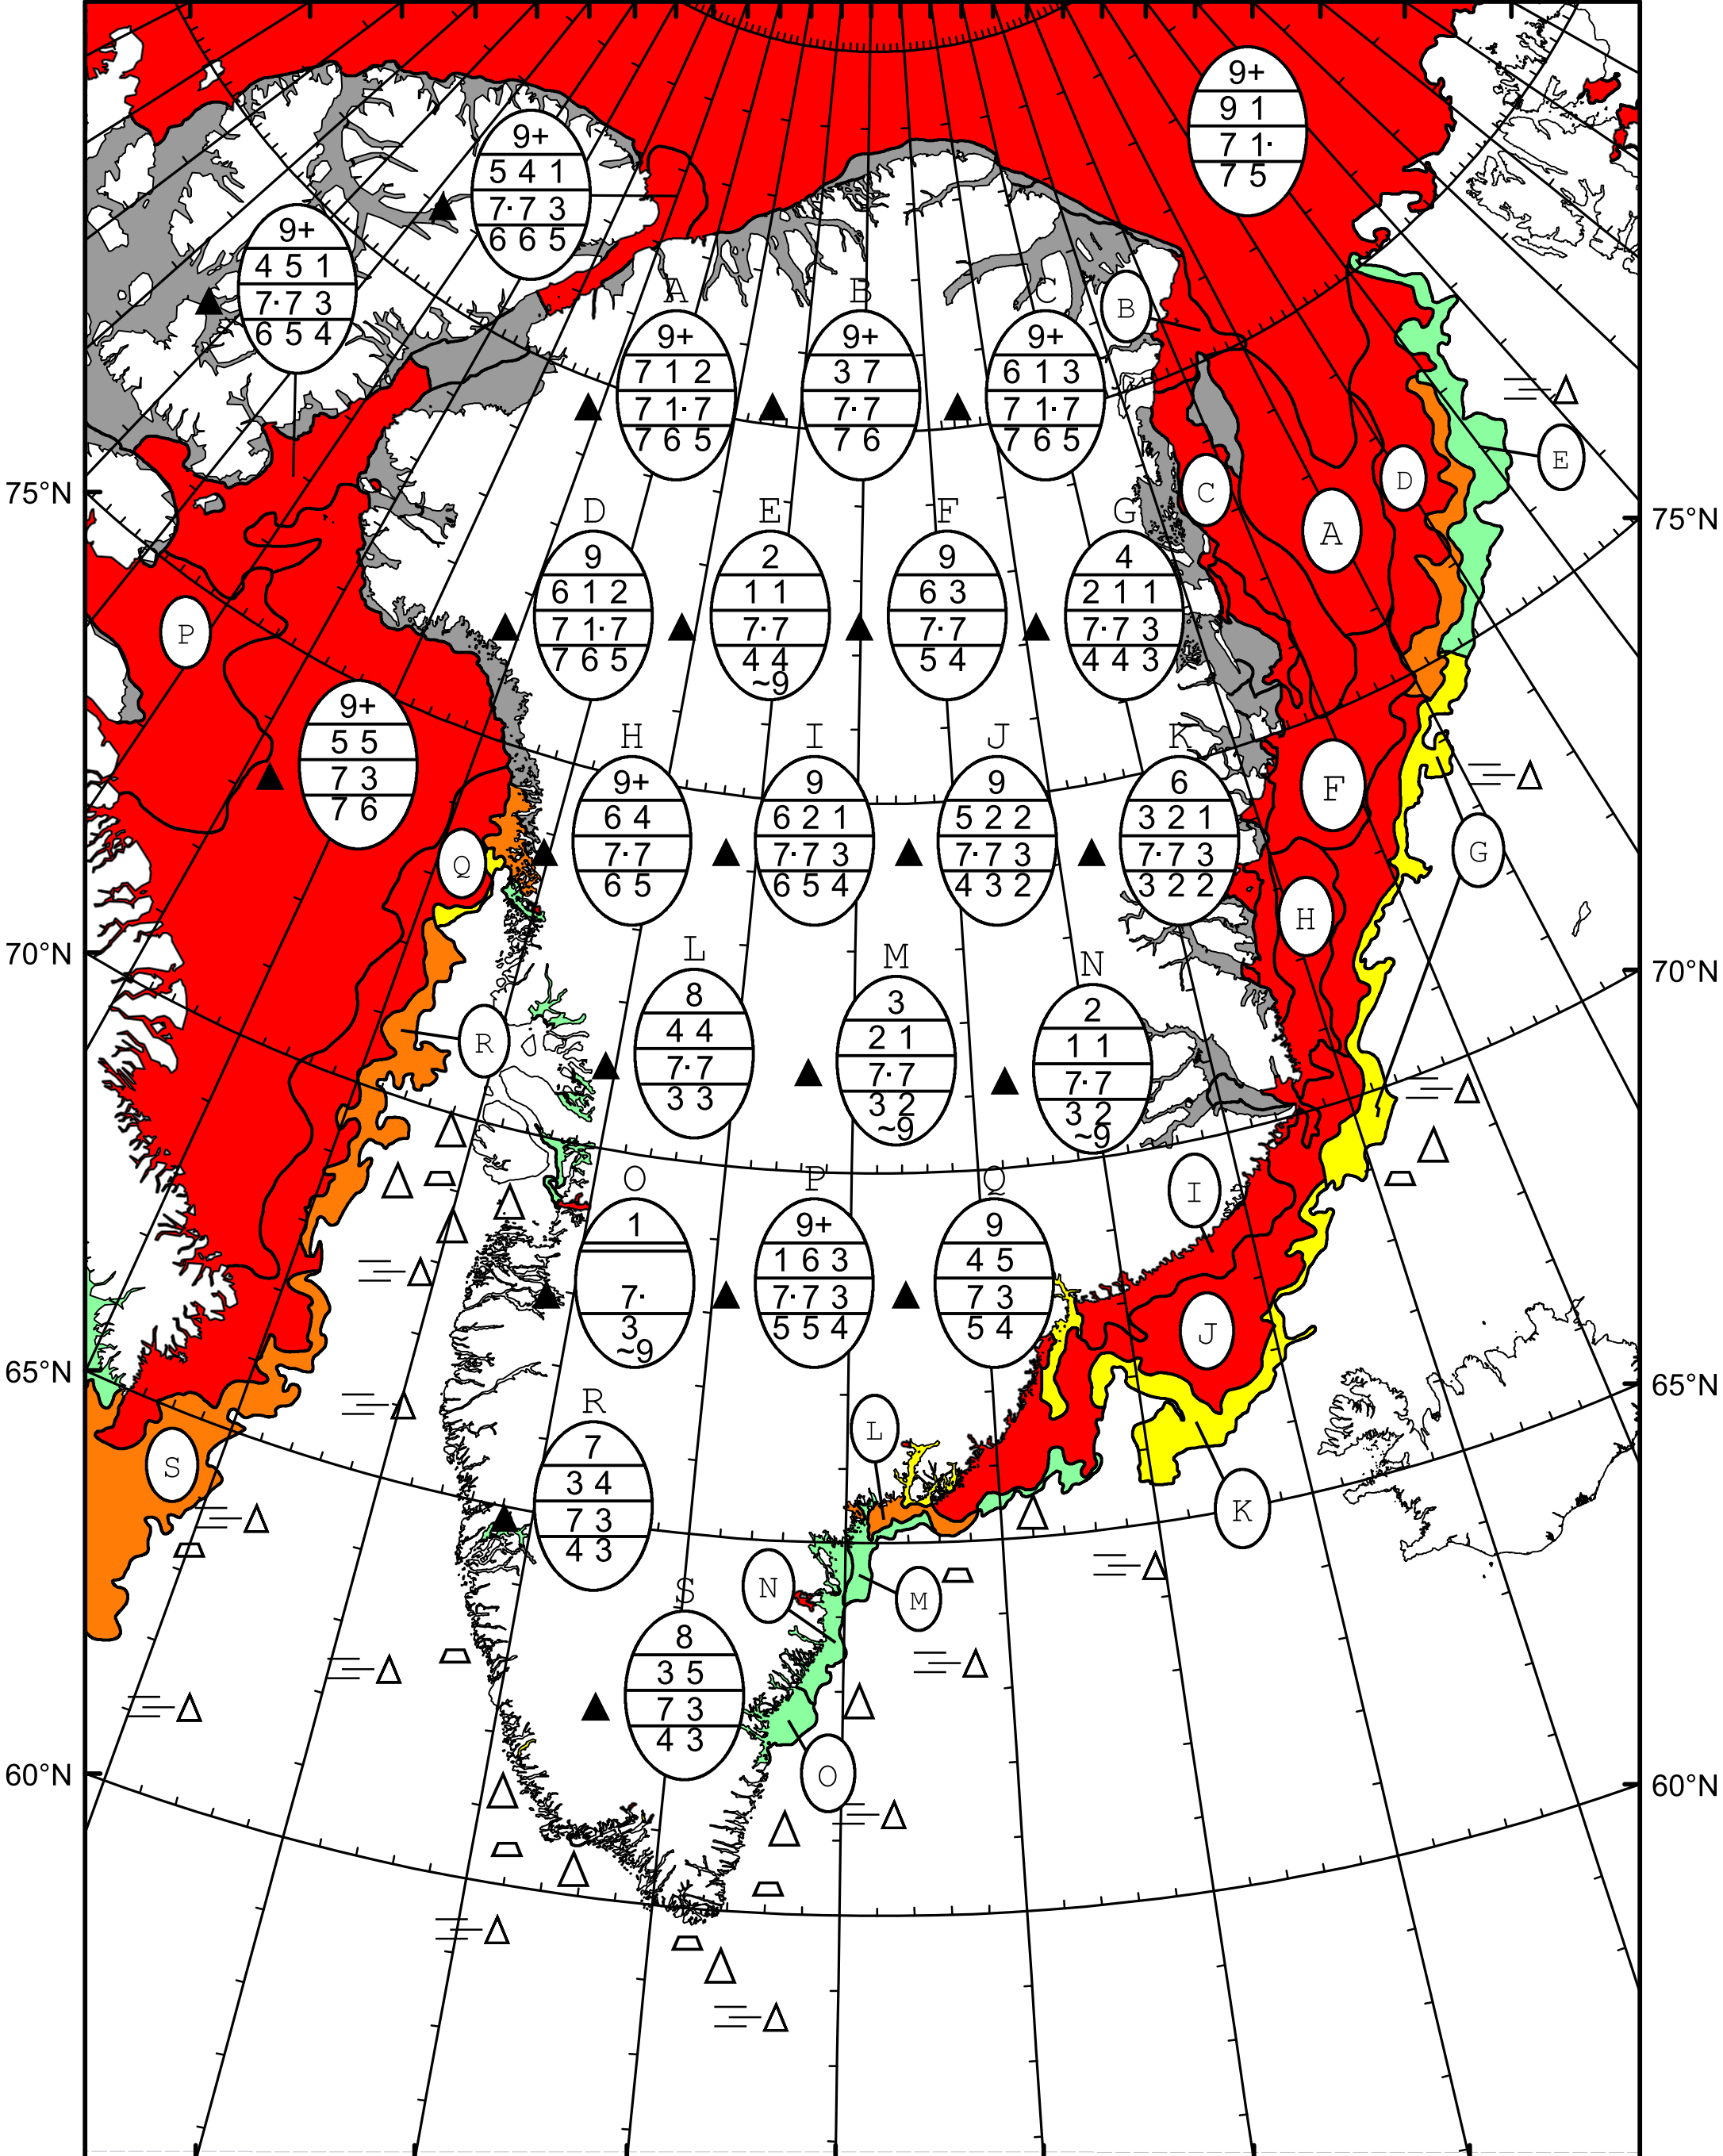 9+
9 1
7 1·
7 5
9+
5 4 1
7·7 3
6 6 5
9+
4 5 1
7·7 3
6 5 4
A
B
C
B
9+
7 1 2
7 1·7
7 6 5
9+
3 7
7·7
7 6
9+
6 1 3
7 1·7
7 6 5
75°N
75°N
C
D
E
A
D
E
F
G
9
6 1 2
7 1·7
7 6 5
2
1 1
7·7
4 4
~9
9
6 3
7·7
5 4
4
2 1 1
7·7 3
4 4 3
P
9+
5 5
7 3
7 6
H
I
J
K
9+
6 4
7·7
6 5
9
6 2 1
7·7 3
6 5 4
9
5 2 2
7·7 3
4 3 2
6
3 2 1
7·7 3
3 2 2
F
G
Q
H
70°N
70°N
L
M
N
8
4 4
7·7
3 3
3
2 1
7·7
3 2
~9
2
1 1
7·7
3 2
~9
R
O
P
Q
I
1
7·
3
~9
9+
1 6 3
7·7 3
5 5 4
9
4 5
7 3
5 4
J
65°N
65°N
R
7
3 4
7 3
4 3
L
S
K
S
8
3 5
7 3
4 3
N
M
O
60°N
60°N